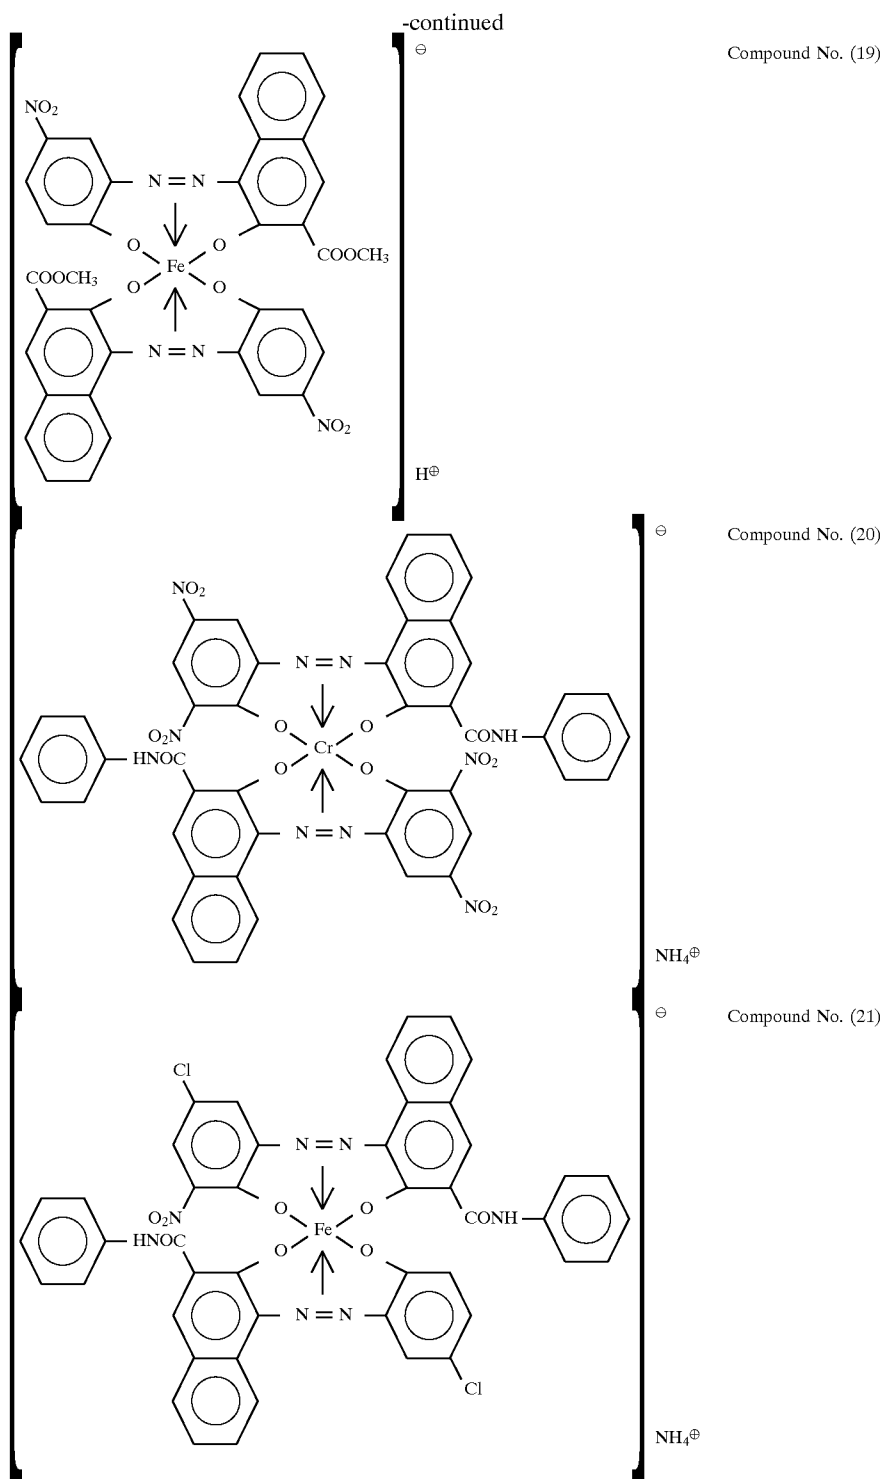 -continued
⊖
Compound No. (19)
NO2
N=N
O O
COOCH3
Fe
COOCH3
O O
N=N
NO2
H⊕
⊖
Compound No. (20)
NO2
N=N
O2N
O O
CONH
HNOC
Cr
NO2
O O
N=N
NO2
NH4⊕
⊖
Compound No. (21)
Cl
N=N
O2N
O O
CONH
HNOC
Fe
O O
N=N
Cl
NH4⊕